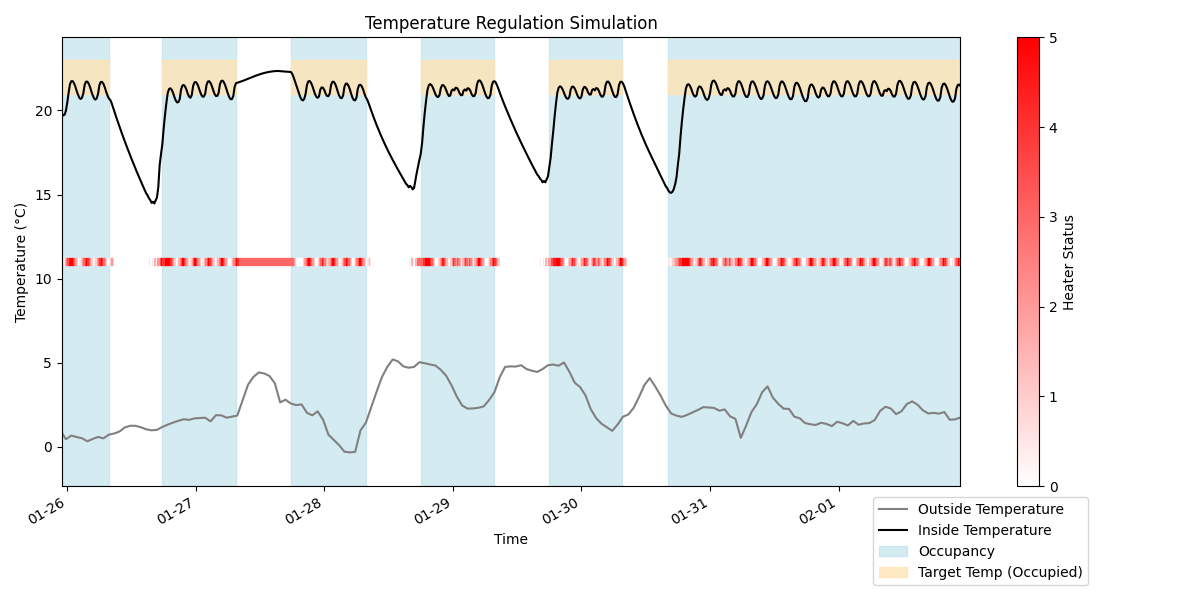 Temperature Regulation Simulation
20
15
10
5
0
Temperature (°C)
01-26
01-27
01-28
01-29
01-30
01-31
02-01
Time
5
4
3
2
1
0
Heater Status
Outside Temperature
Inside Temperature
Occupancy
Target Temp (Occupied)